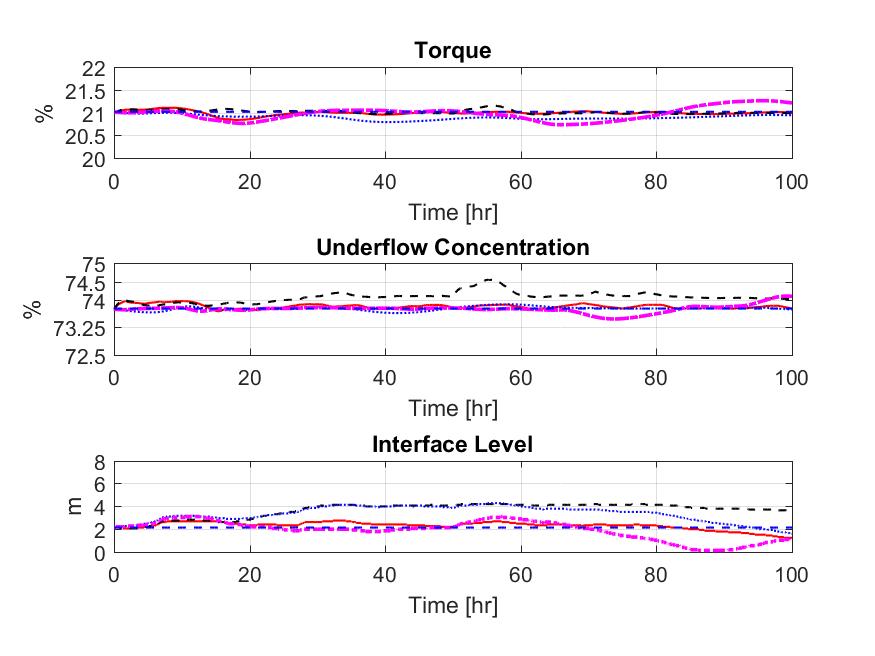 Torque
22
21.5
21
20.5
20
%
0 20 40 60 80 100
Time [hr]
Underflow Concentration
75
74.5
74
73.25
72.5
%
0 20 40 60 80 100
Time [hr]
Interface Level
8
6
4
2
0
m
0 20 40 60 80 100
Time [hr]